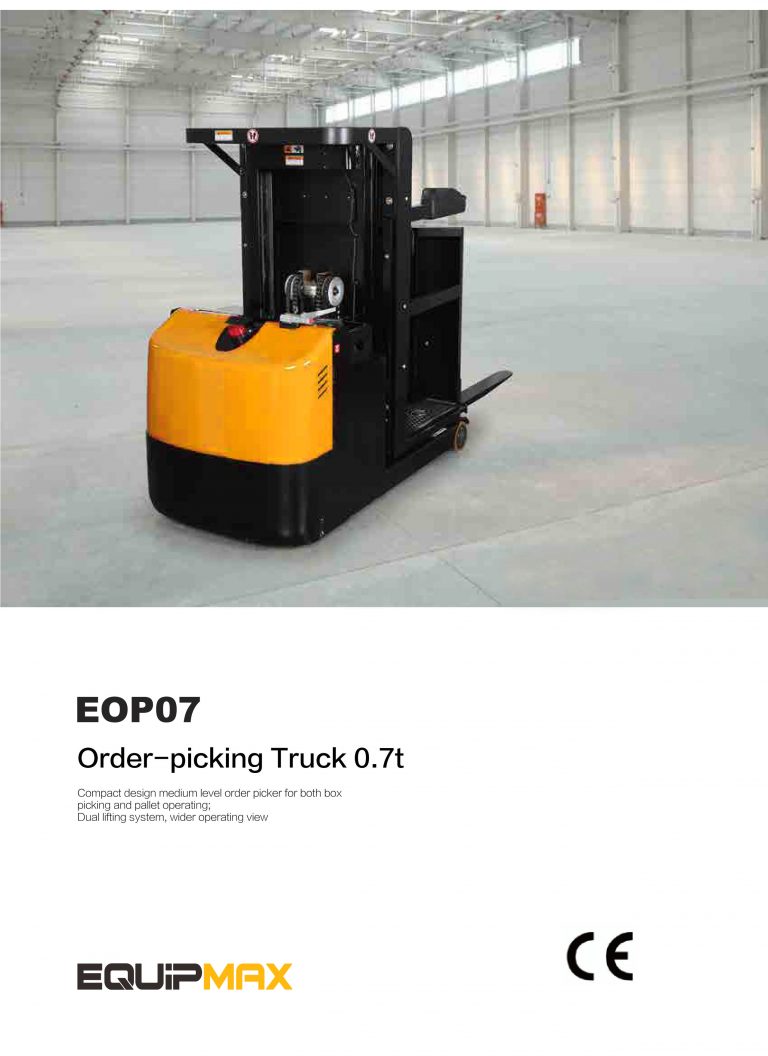 EOP07
Order-picking Truck 0.7t
Compact design medium level order picker for both box
picking and pallet operating;
Dual lifting system, wider operating view
EQUIPMAX
CE